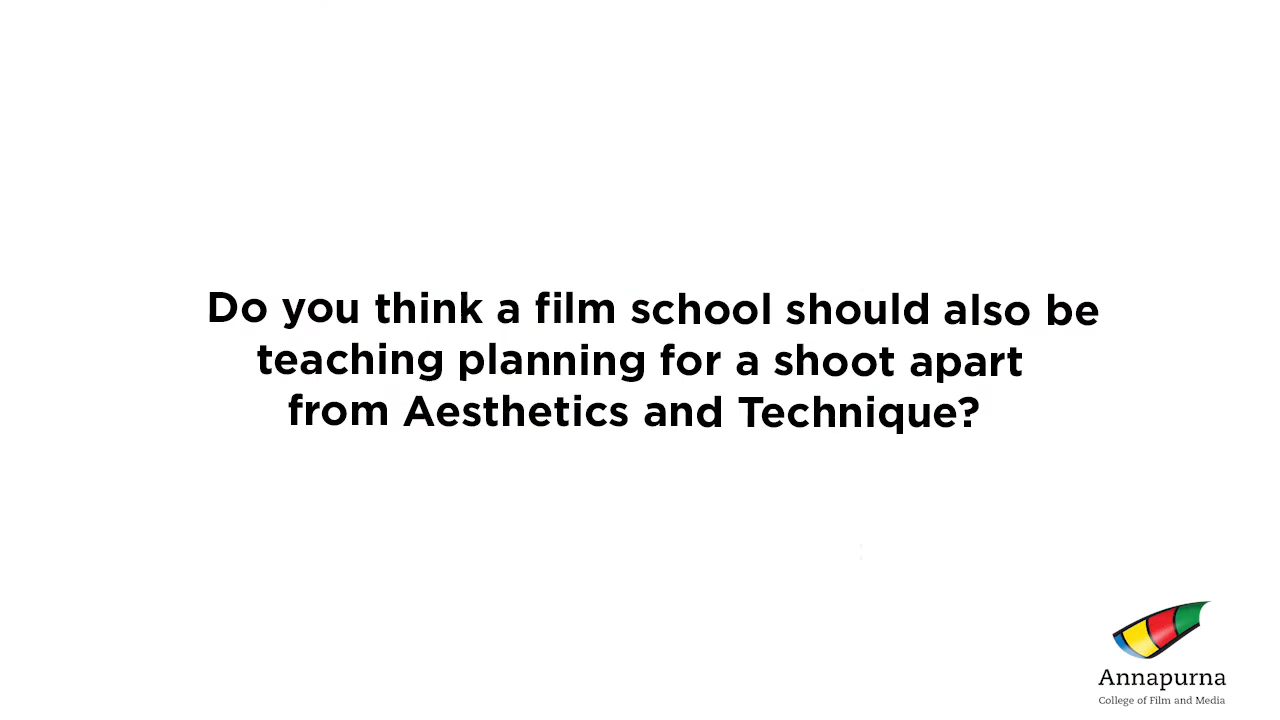 Do you think a film school should also be
teaching planning for a shoot apart
from Aesthetics and Technique?
Annapurna
College of Film and Media